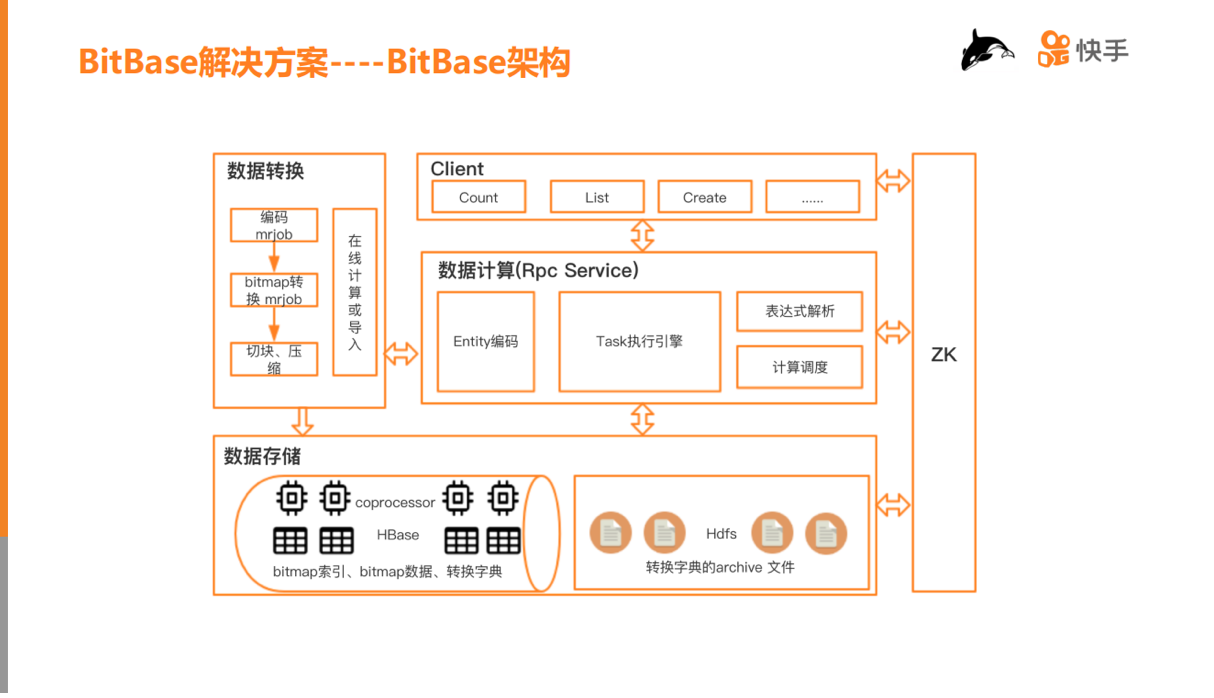 BitBase解决方案----BitBase架构
快手
数据转换
编码
mrjob
bitmap转
换 mrjob
切块、压
缩
在
线
计
算
或
导
入
Client
Count
List
Create
......
数据计算(Rpc Service)
Entity编码
Task执行引擎
表达式解析
计算调度
ZK
数据存储
coprocessor
HBase
bitmap索引、bitmap数据、转换字典
Hdfs
转换字典的archive 文件